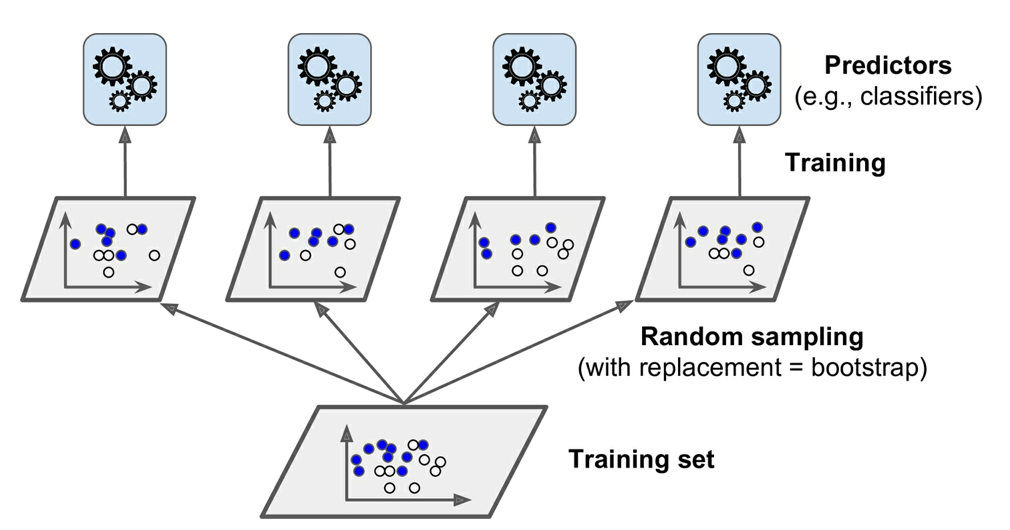 Predictors
(e.g., classifiers)
Training
Random sampling
(with replacement = bootstrap)
Training set